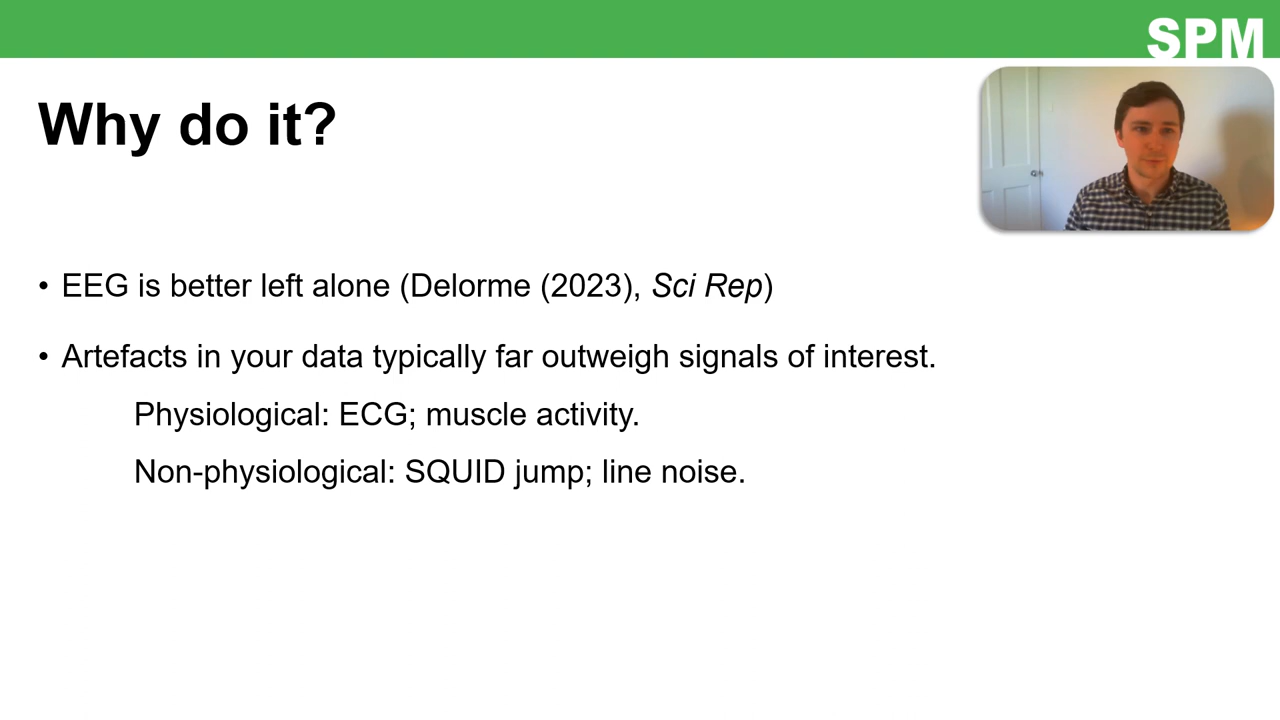 SPM
Why do it?
• EEG is better left alone (Delorme (2023), Sci Rep)
• Artefacts in your data typically far outweigh signals of interest.
Physiological: ECG; muscle activity.
Non-physiological: SQUID jump; line noise.